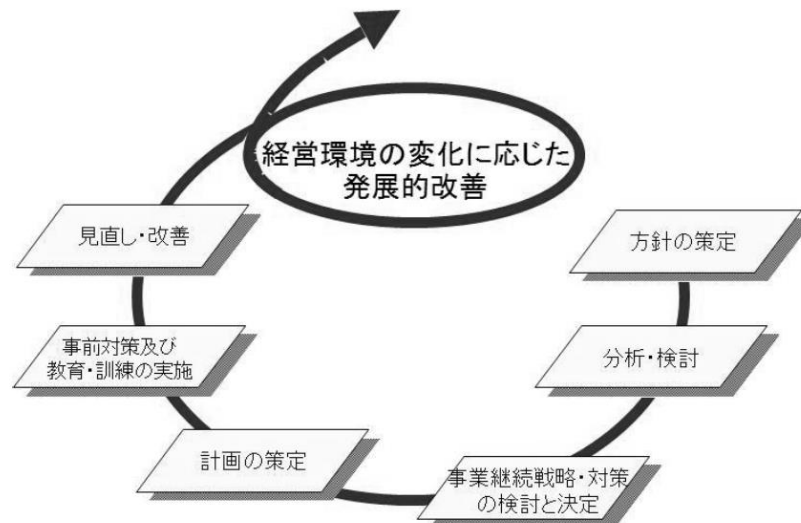 経営環境の変化に応じた
発展的改善
方針の策定
分析・検討
事業継続戦略・対策
の検討と決定
計画の策定
事前対策及び
教育・訓練の実施
見直し・改善